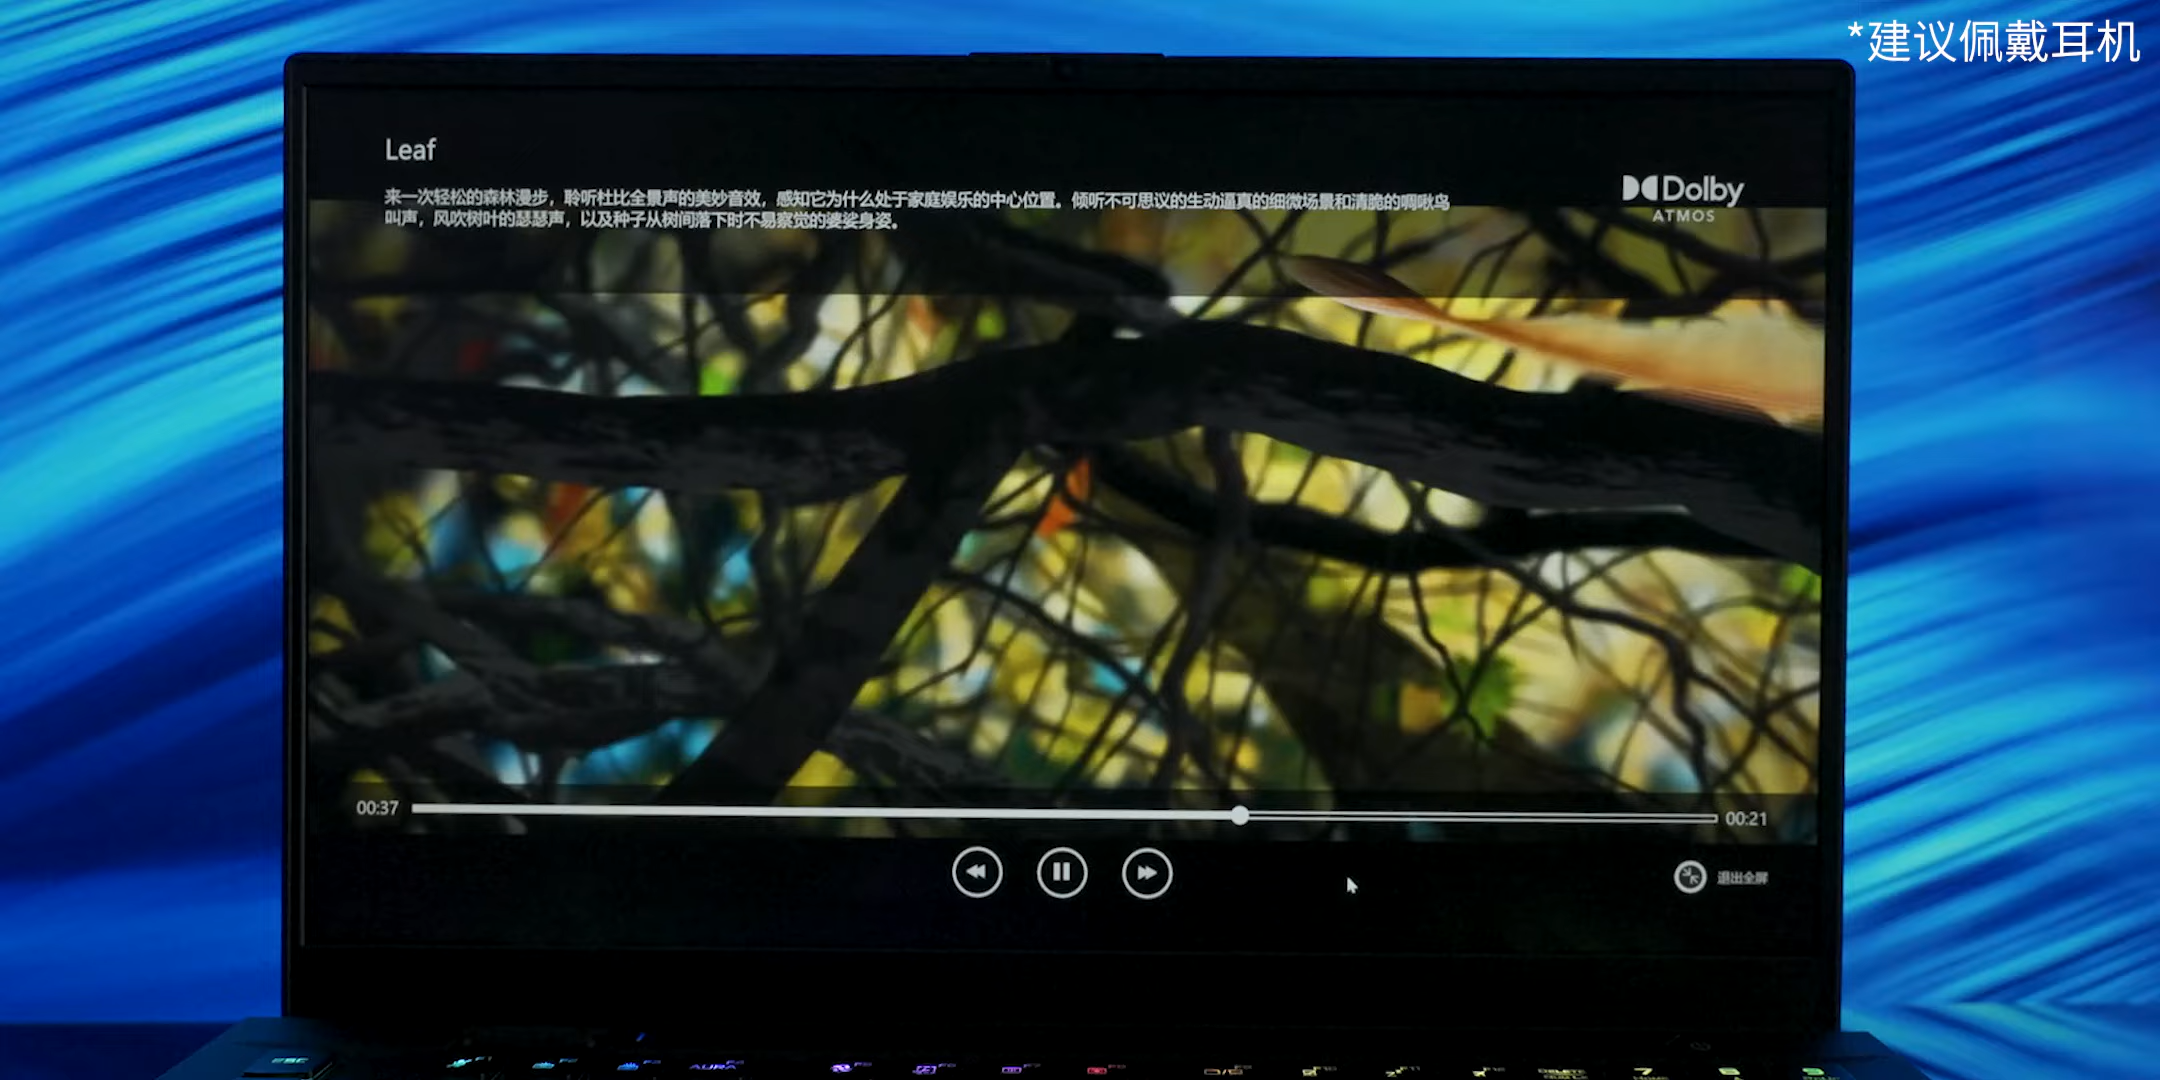 *建议佩戴耳机
Leaf
Dolby
ATMOS
来一次轻松的森林漫步，聆听杜比全景声的美妙音效，感知它为什么处于家庭娱乐的中心位置。倾听不可思议的生动逼真的细微场景和清脆的啁啾鸟
叫声，风吹树叶的瑟瑟声，以及种子从树间落下时不易察觉的婆娑身姿。
00:37
00:21
退出全屏
ESC
AURA
DELETE
7